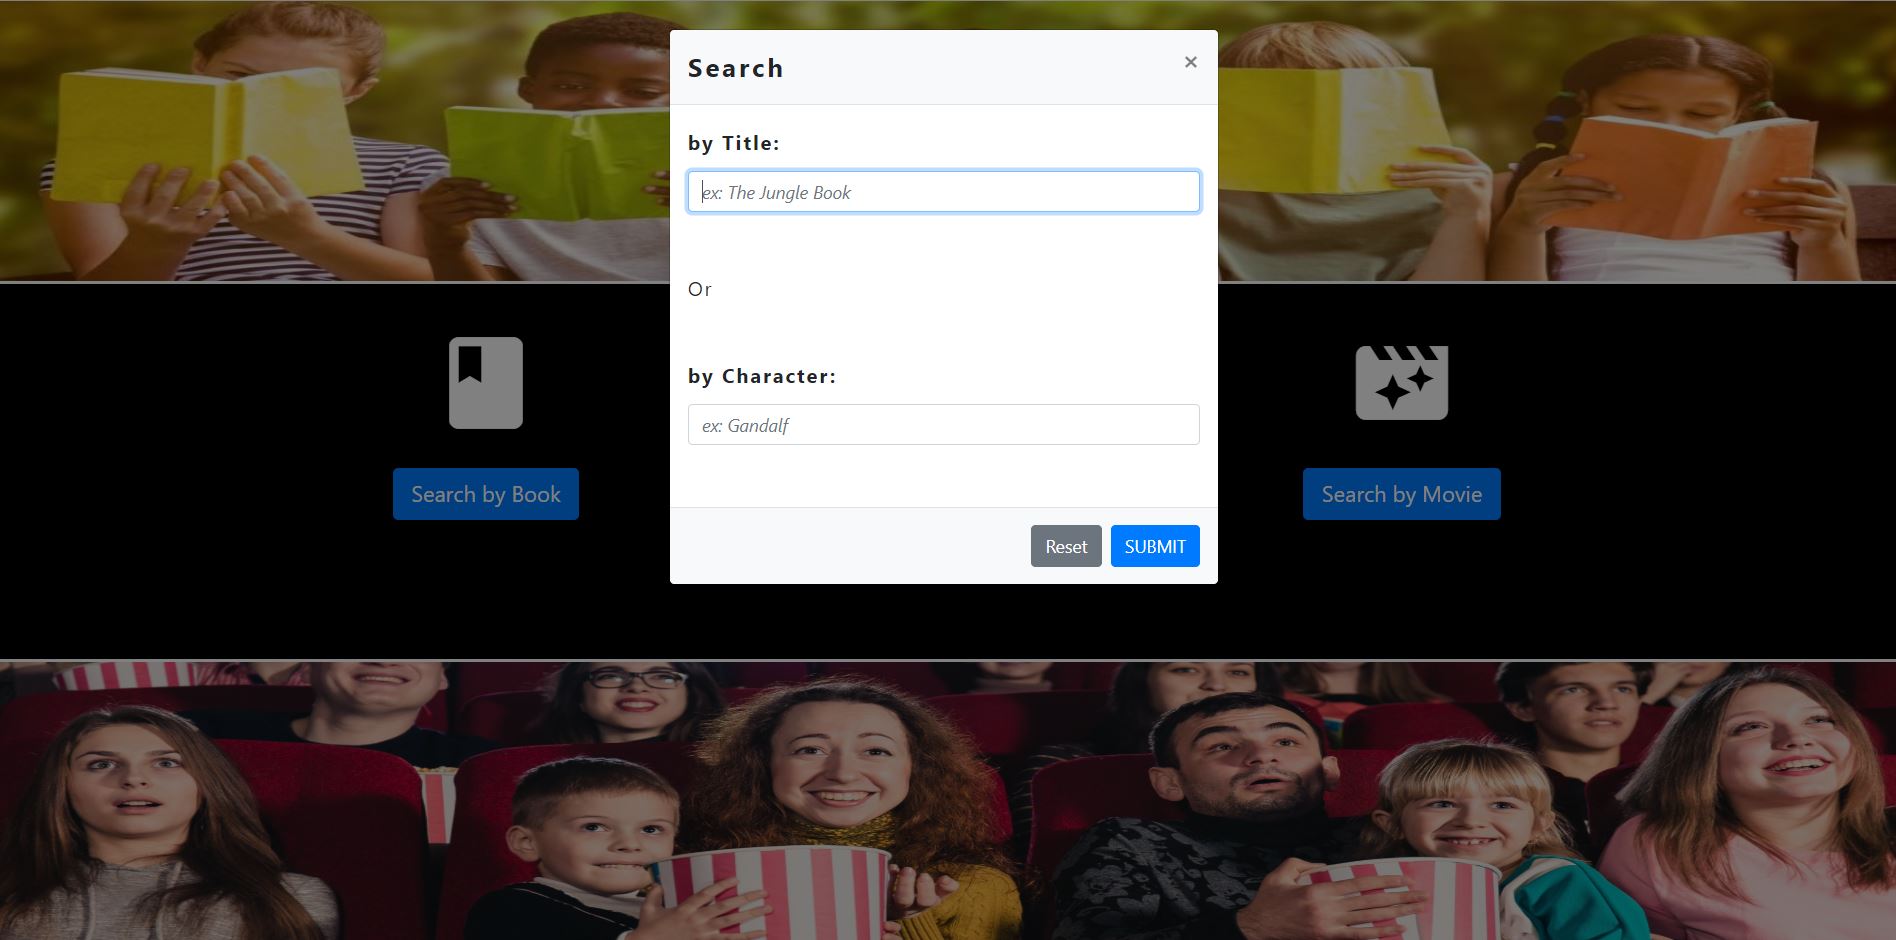 Search
×
by Title:
ex: The Jungle Book
Or
by Character:
ex: Gandalf
Search by Book
Search by Movie
Reset
SUBMIT